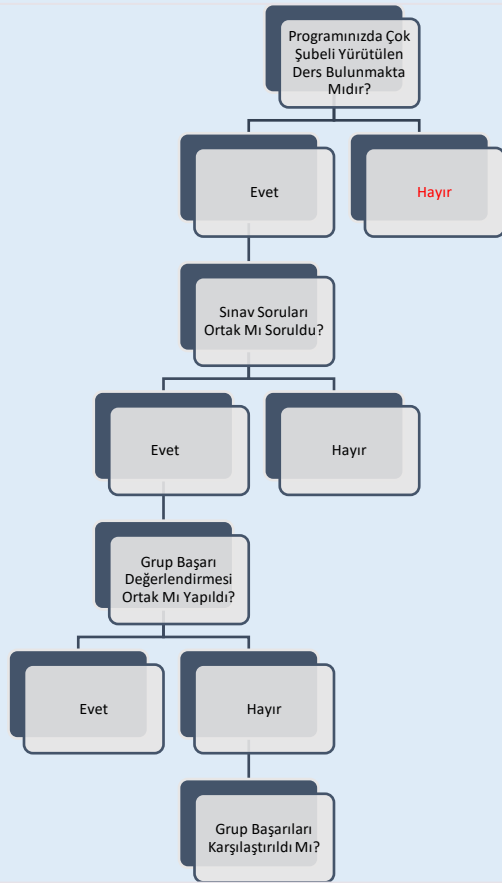 Programınızda Çok
Şubeli Yürütülen
Ders Bulunmakta
Mıdır?
Evet
Hayır
Sınav Soruları
Ortak Mı Soruldu?
Evet
Hayır
Grup Başarı
Değerlendirmesi
Ortak Mı Yapıldı?
Evet
Hayır
Grup Başarıları
Karşılaştırıldı Mı?